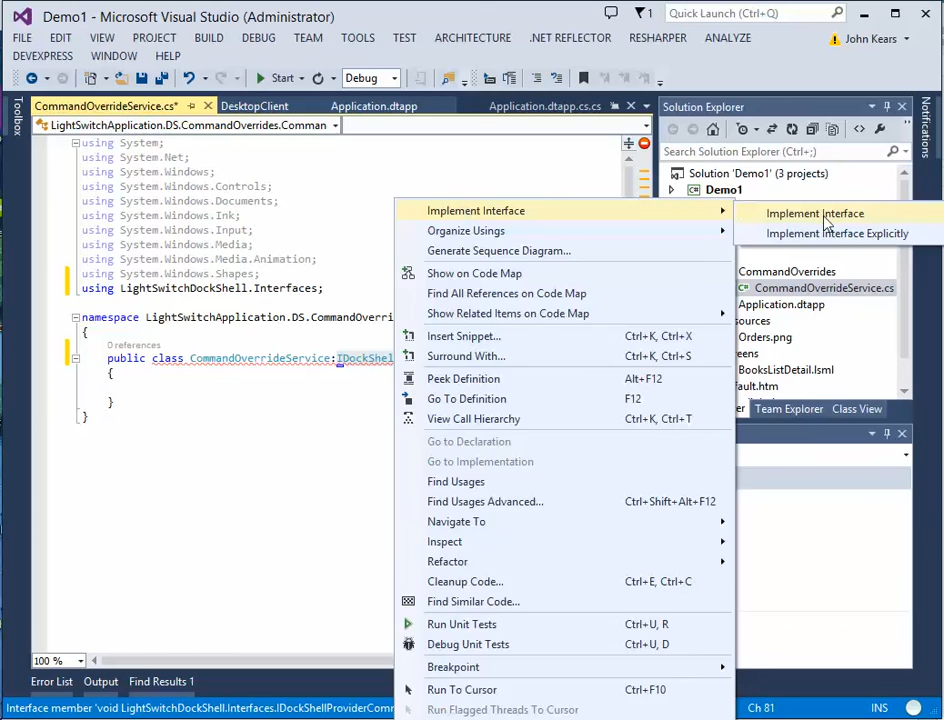 Demo1 - Microsoft Visual Studio (Administrator)
1
Quick Launch (Ctrl+Q)
FILE EDIT VIEW PROJECT BUILD DEBUG TEAM TOOLS TEST ARCHITECTURE .NET REFLECTOR RESHARPER ANALYZE
John Kears
DEVEXPRESS WINDOW HELP
Start Debug
Toolbox
CommandOverrideService.cs*
DesktopClient
Application.dtapp
Application.dtapp.cs.cs
LightSwitchApplication.DS.CommandOverrides.Comman
using System;
using System.Net;
using System.Windows;
using System.Windows.Controls;
using System.Windows.Documents;
using System.Windows.Ink;
using System.Windows.Input;
using System.Windows.Media;
using System.Windows.Media.Animation;
using System.Windows.Shapes;
using LightSwitchDockShell.Interfaces;
namespace LightSwitchApplication.DS.CommandOverri
{
0 references
public class CommandOverrideService:IDockShel
{
}
}
100 %
Implement Interface
Organize Usings
Generate Sequence Diagram...
Show on Code Map
Find All References on Code Map
Show Related Items on Code Map
Insert Snippet... Ctrl+K, Ctrl+X
Surround With... Ctrl+K, Ctrl+S
Peek Definition Alt+F12
Go To Definition F12
View Call Hierarchy Ctrl+K, Ctrl+T
Go to Declaration
Go to Implementation
Find Usages
Find Usages Advanced... Ctrl+Shift+Alt+F12
Navigate To
Inspect
Refactor
Cleanup Code... Ctrl+E, Ctrl+C
Find Similar Code...
Run Unit Tests Ctrl+U, R
Debug Unit Tests Ctrl+U, D
Breakpoint
Run To Cursor Ctrl+F10
Run Flagged Threads To Cursor
Implement Interface
Implement Interface Explicitly
Solution Explorer
Search Solution Explorer (Ctrl+;)
Solution 'Demo1' (3 projects)
Demo1
CommandOverrides
CommandOverrideService.cs
Application.dtapp
sources
Orders.png
eens
BooksListDetail.lsml
fault.htm
er
Team Explorer
Class View
Notifications
Error List Output Find Results 1
Interface member 'void LightSwitchDockShell.Interfaces.IDockShellProviderComm
Ch 81
INS